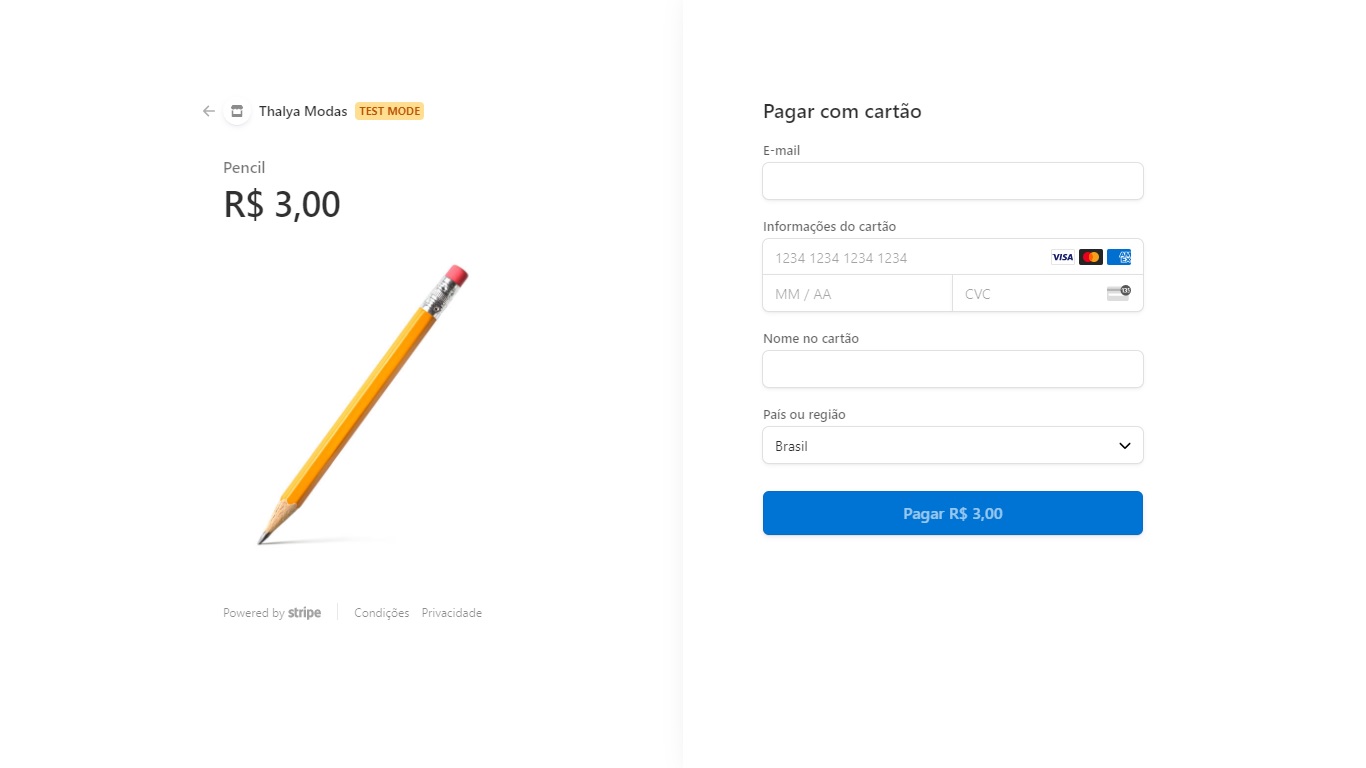 Thalya Modas TEST MODE
Pencil
R$ 3,00
Powered by stripe Condições Privacidade
Pagar com cartão
E-mail
Informações do cartão
1234 1234 1234 1234 VISA
MM / AA CVC 135
Nome no cartão
País ou região
Brasil
Pagar R$ 3,00